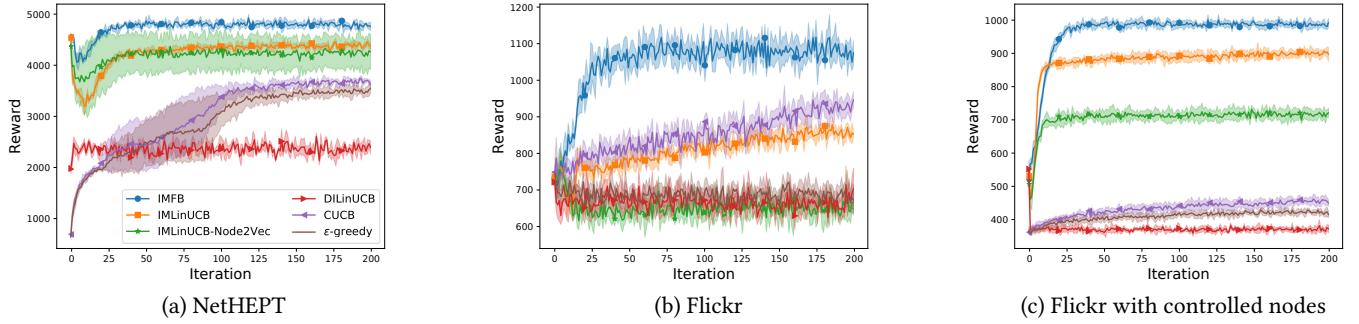 5000
4000
3000
2000
1000
Reward
0 25 50 75 100 125 150 175 200
Iteration
IMFB
IMLinUCB
IMLinUCB-Node2Vec
DILinUCB
CUCB
ε-greedy
(a) NetHEPT
1200
1100
1000
900
800
700
600
Reward
0 25 50 75 100 125 150 175 200
Iteration
(b) Flickr
1000
900
800
700
600
500
400
Reward
0 25 50 75 100 125 150 175 200
Iteration
(c) Flickr with controlled nodes